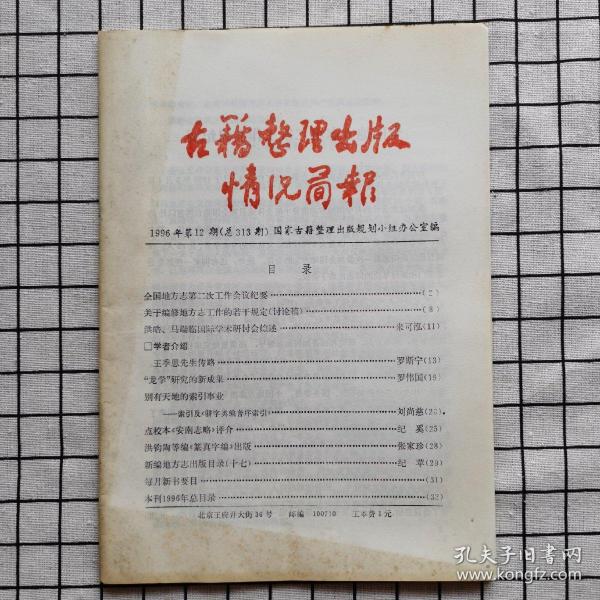 古籍整理出版
情况简报
1996年第12期(总313期) 国家古籍整理出版规划小组办公室编
目 录
全国地方志第二次工作会议纪要 (2)
关于编修地方志工作的若干规定(讨论稿) (8)
洪皓、马端临国际学术研讨会综述 朱可泓(11)
□学者介绍
王季思先生传略 罗斯宁(13)
“龙学”研究的新成果 罗伟国(19)
别有天地的索引事业
——索引及《辞学类编音序索引》 刘尚慈(23)
点校本《安南志略》评介 纪 奚(25)
洪钧陶等编《篆真字编》出版 张家珍(28)
新编地方志出版目录(十七) 纪 苹(29)
每月新书要目 (31)
本刊1996年总目录 (32)
北京王府井大街36号 邮编 100710 工本费1元
孔夫子旧书网
www.kongfz.com